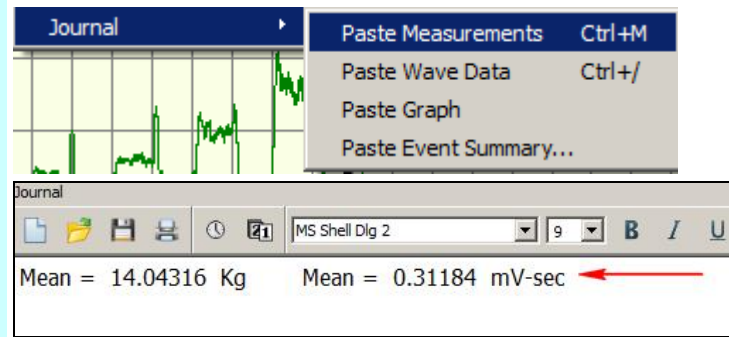 Journal
Paste Measurements Ctrl+M
Paste Wave Data Ctrl+/
Paste Graph
Paste Event Summary...
Journal
MS Shell Dlg 2 9 B I U
Mean = 14.04316 Kg Mean = 0.31184 mV-sec